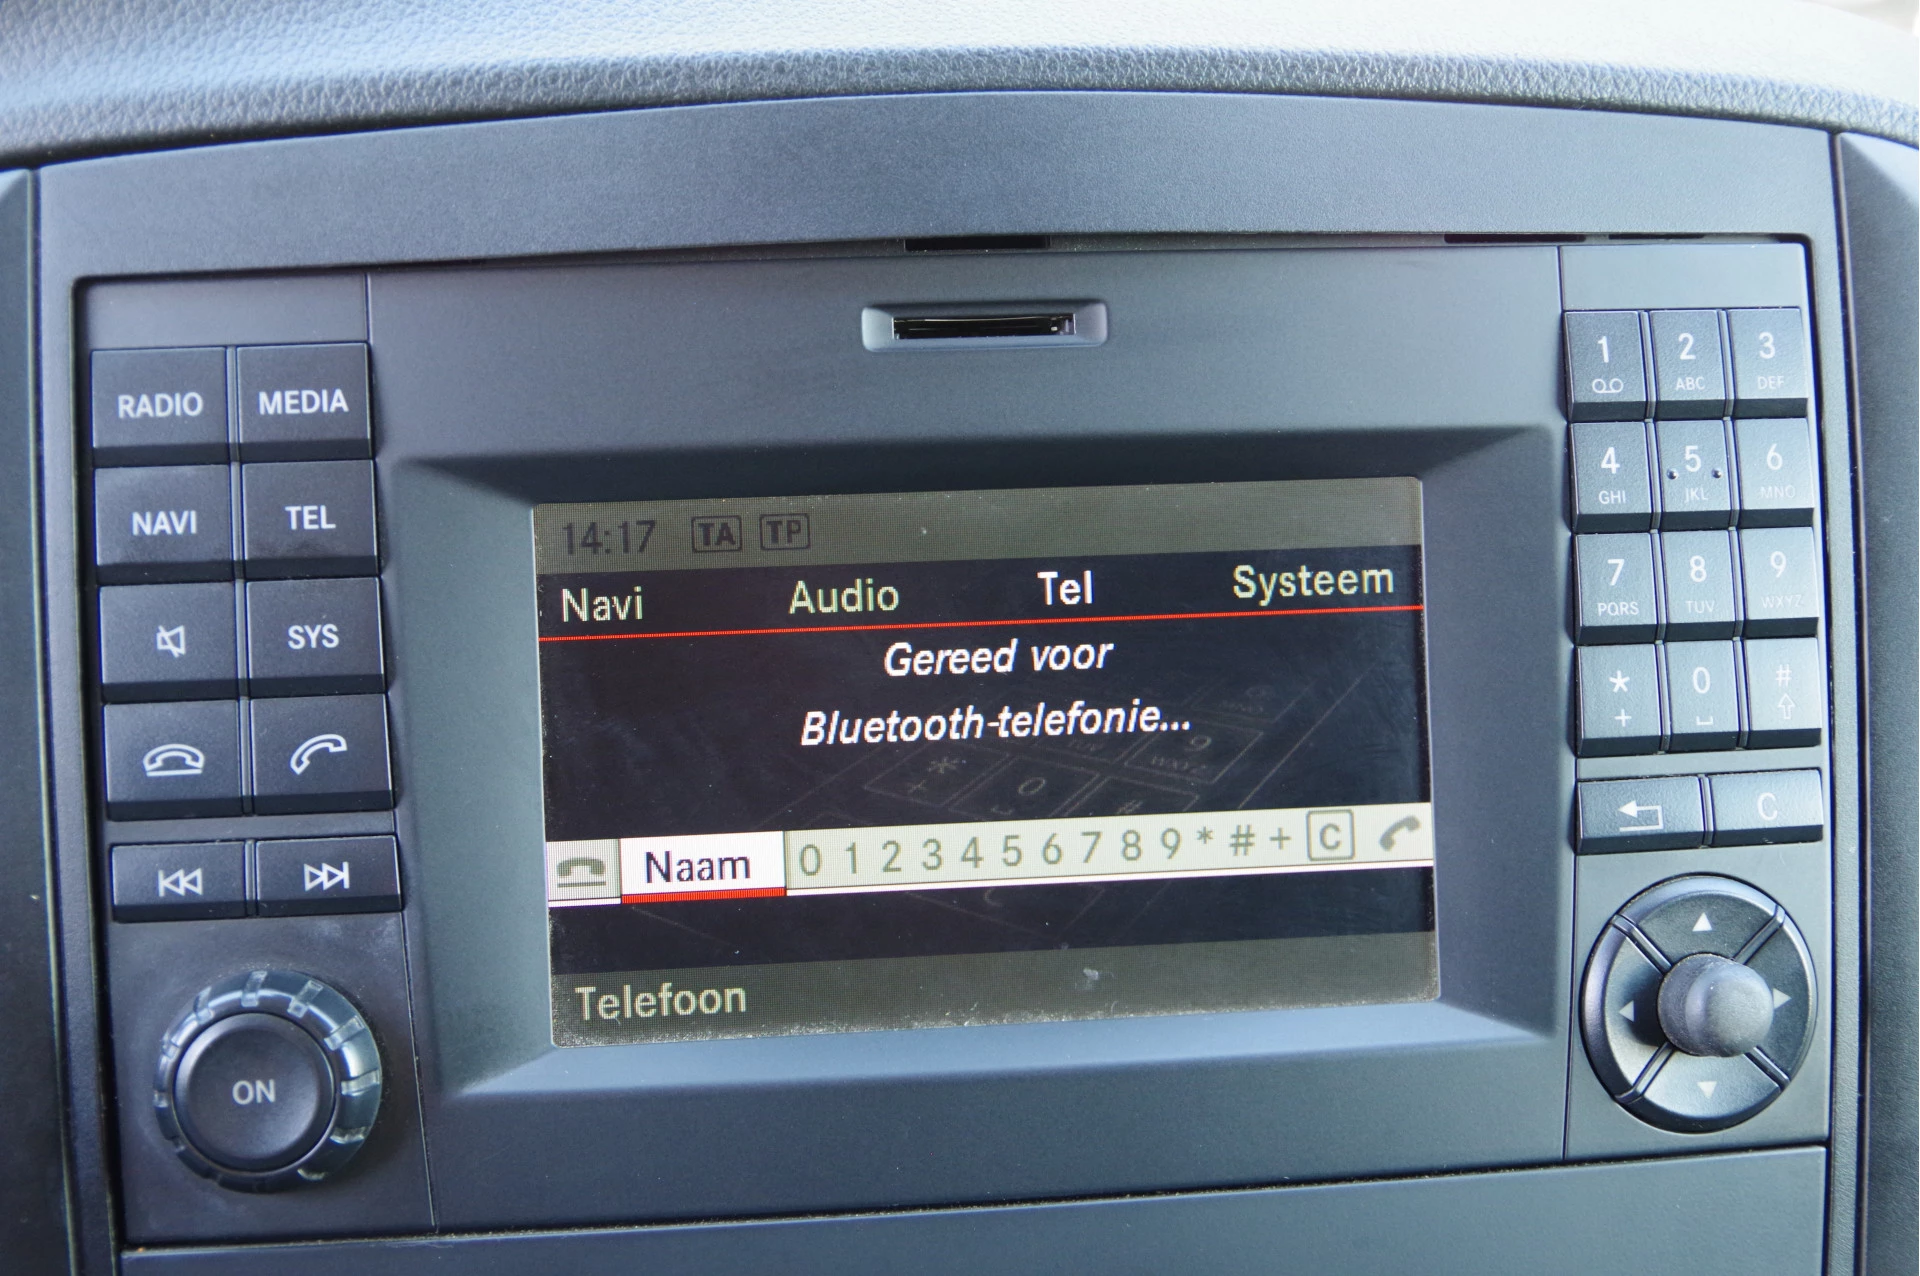 RADIO MEDIA
NAVI TEL
SYS
ON
14:17 TA TP
Navi Audio Tel Systeem
Gereed voor
Bluetooth-telefonie...
Naam 0 1 2 3 4 5 6 7 8 9 * # + C
Telefoon
1 2 3
ABC DEF
4 5 6
GHI JKL MNO
7 8 9
PQRS TUV WXYZ
* 0 #
+
C